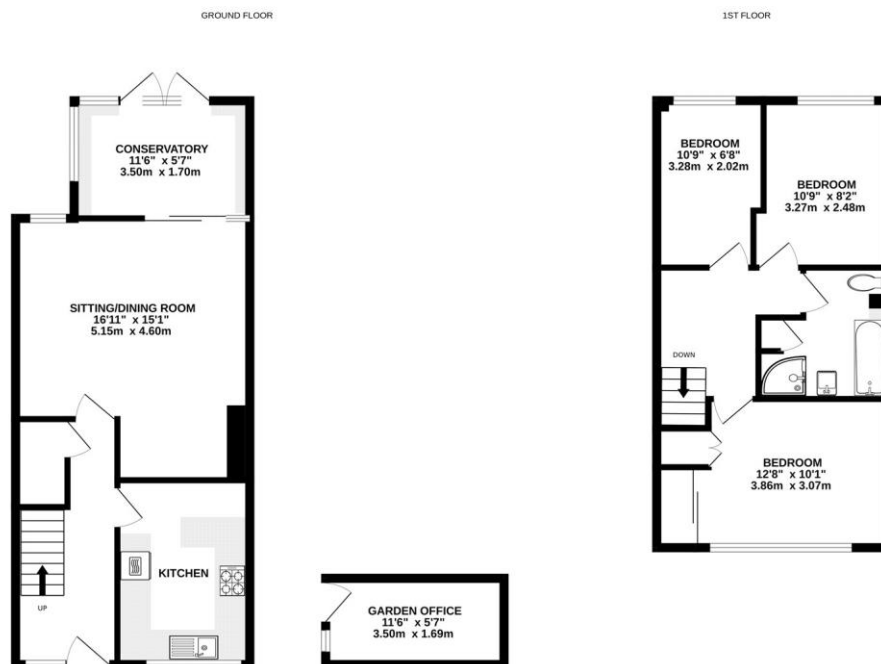 GROUND FLOOR
CONSERVATORY
11'6" x 5'7"
3.50m x 1.70m
SITTING/DINING ROOM
16'11" x 15'1"
5.15m x 4.60m
UP
KITCHEN
GARDEN OFFICE
11'6" x 5'7"
3.50m x 1.69m
1ST FLOOR
BEDROOM
10'9" x 6'8"
3.28m x 2.02m
BEDROOM
10'9" x 8'2"
3.27m x 2.48m
DOWN
BEDROOM
12'8" x 10'1"
3.86m x 3.07m